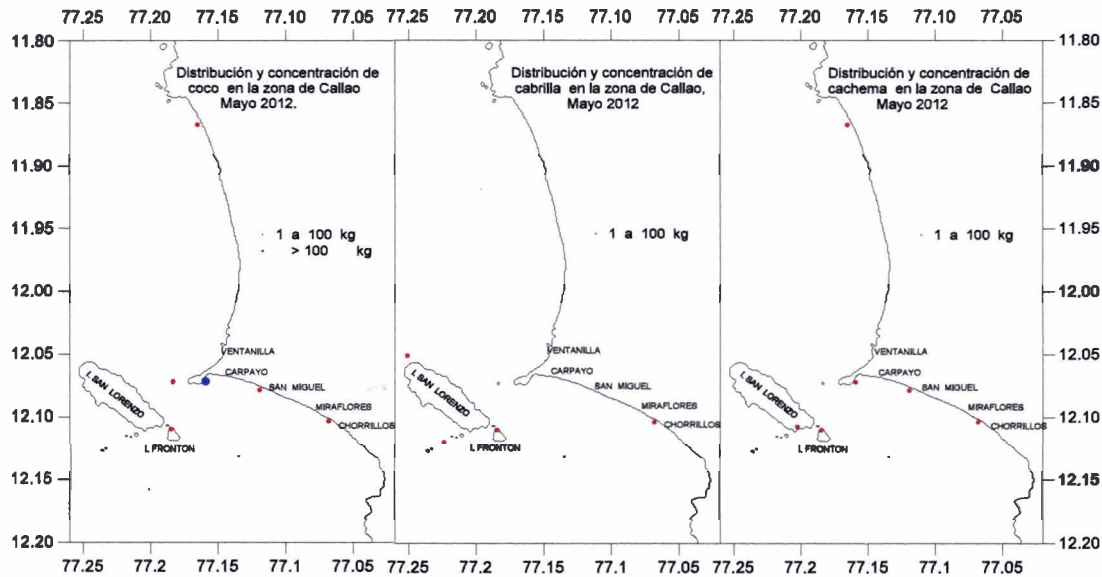 77.25 77.2 77.15 77.10 77.05 77.25 77.2 77.15 77.10 77.05 77.25 77.2 77.15 77.10 77.05
11.80
11.85
11.90
11.95
12.00
12.05
12.10
12.15
12.20
Distribución y concentración de
coco en la zona de Callao
Mayo 2012.
1 a 100 kg
> 100 kg
VENTANILLA
CARPAYO
SAN MIGUEL
MIRAFLORES
CHORRILLOS
I. SAN LORENZO
I. FRONTON
Distribución y concentración de
cabrilla en la zona de Callao,
Mayo 2012
1 a 100 kg
VENTANILLA
CARPAYO
SAN MIGUEL
MIRAFLORES
CHORRILLOS
I. SAN LORENZO
I. FRONTON
Distribución y concentración de
cachema en la zona de Callao
Mayo 2012
1 a 100 kg
VENTANILLA
CARPAYO
SAN MIGUEL
MIRAFLORES
CHORRILLOS
I. SAN LORENZO
I. FRONTON
11.80
11.85
11.90
11.95
12.00
12.05
12.10
12.15
12.20
77.25 77.2 77.15 77.10 77.05 77.25 77.2 77.15 77.10 77.05 77.25 77.2 77.15 77.10 77.05